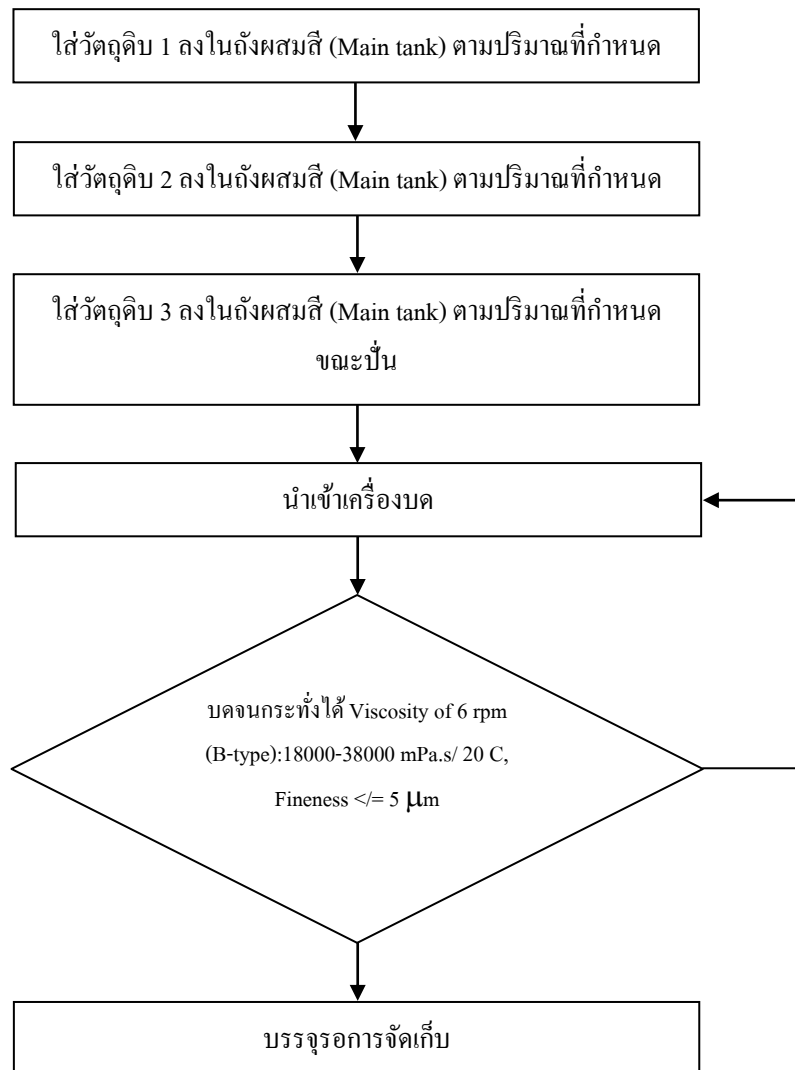 ใส่วัตถุดิบ 1 ลงในถังผสมสี (Main tank) ตามปริมาณที่กำหนด
ใส่วัตถุดิบ 2 ลงในถังผสมสี (Main tank) ตามปริมาณที่กำหนด
ใส่วัตถุดิบ 3 ลงในถังผสมสี (Main tank) ตามปริมาณที่กำหนด
ขณะปั่น
นำเข้าเครื่องบด
บดจนกระทั่งได้ Viscosity of 6 rpm
(B-type):18000-38000 mPa.s/ 20 C,
Fineness </= 5 μm
บรรจุรอการจัดเก็บ